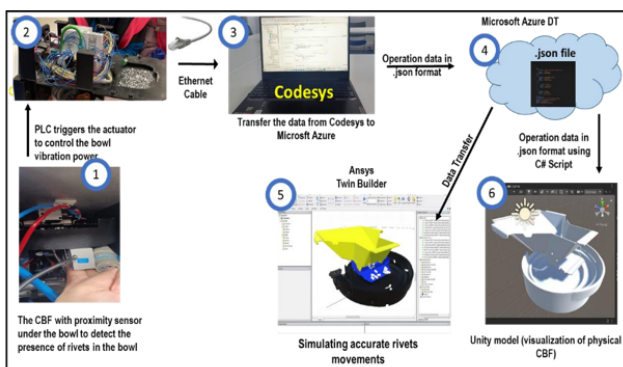 Microsoft Azure DT
2
3
4
.json file
Operation data in
.json format
Ethernet
Cable
Codesys
Transfer the data from Codesys to
Microsft Azure
PLC triggers the actuator
to control the bowl
vibration power
1
Data Transfer
Operation data in
.json format using
C# Script
Ansys
Twin Builder
5
6
The CBF with proximity sensor
under the bowl to detect the
presence of rivets in the bowl
Simulating accurate rivets
movements
Unity model (visualization of physical
CBF)